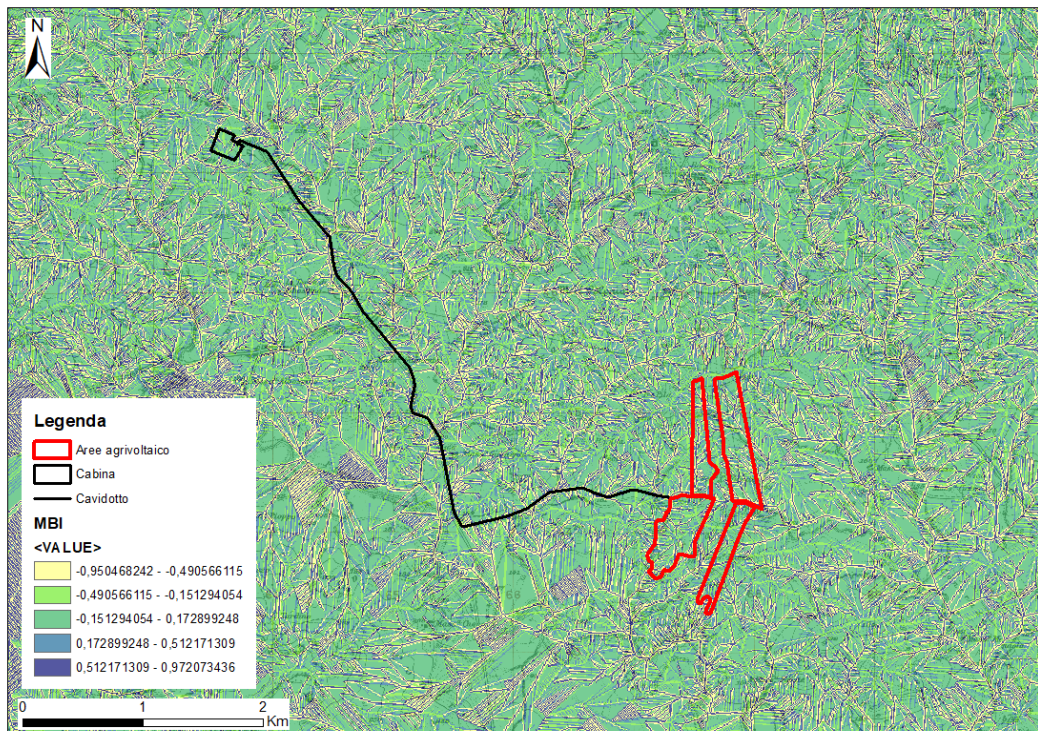 N
Legenda
Aree agrivoltaico
Cabina
Cavidotto
MBI
<VALUE>
-0,950468242 - -0,490566115
-0,490566115 - -0,151294054
-0,151294054 - 0,172899248
0,172899248 - 0,512171309
0,512171309 - 0,972073436
0 1 2
Km